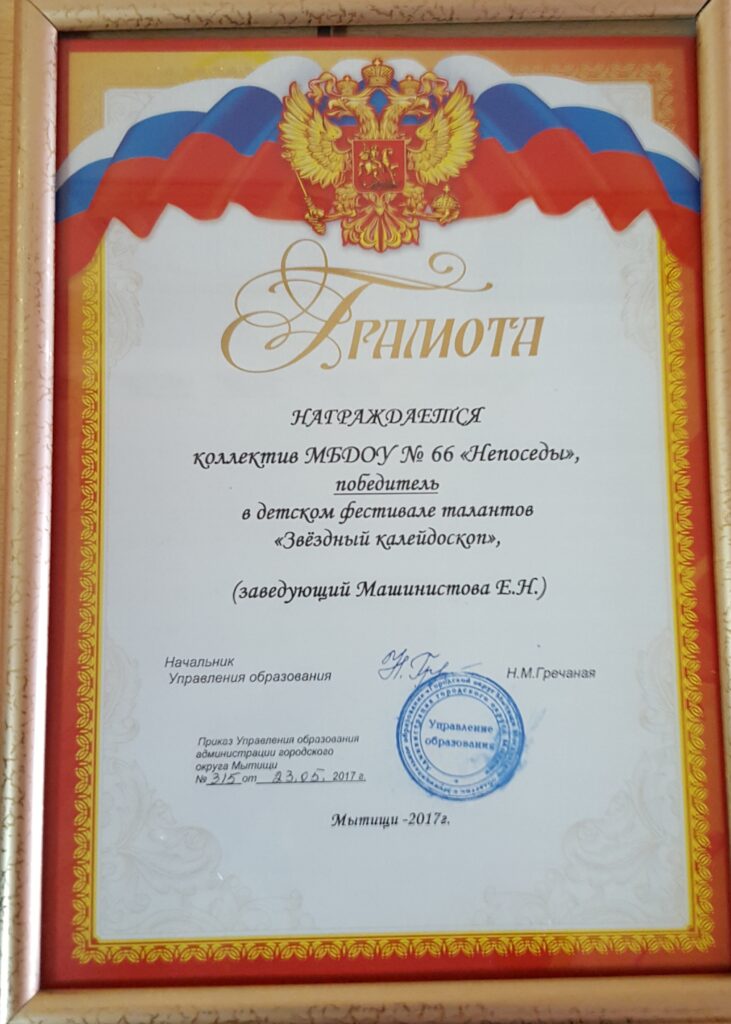 Грамота
НАГРАЖДАЕТСЯ
коллектив МБДОУ № 66 «Непоседы»,
победитель
в детском фестивале талантов
«Звёздный калейдоскоп»,
(заведующий Машинистова Е.Н.)
Начальник
Управления образования
Н.М.Гречаная
Управление
образования
Приказ Управления образования
администрации городского
округа Мытищи
№ 315 от 23.05. 2017 г.
Мытищи -2017г.